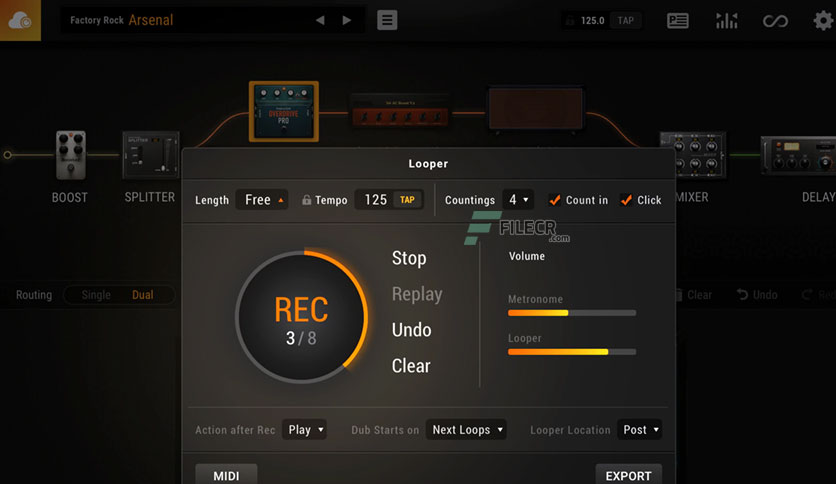 Factory Rock Arsenal
125.0 TAP
OVERDRIVE
PRO
BOOST
SPLITTER
MIXER
DELAY
Looper
Length Free Tempo 125 TAP Countings 4 Count in Click
FILECR
.com
REC
3 / 8
Stop
Replay
Undo
Clear
Volume
Metronome
Looper
Routing Single Dual
Clear Undo
Action after Rec Play Dub Starts on Next Loops Looper Location Post
MIDI EXPORT